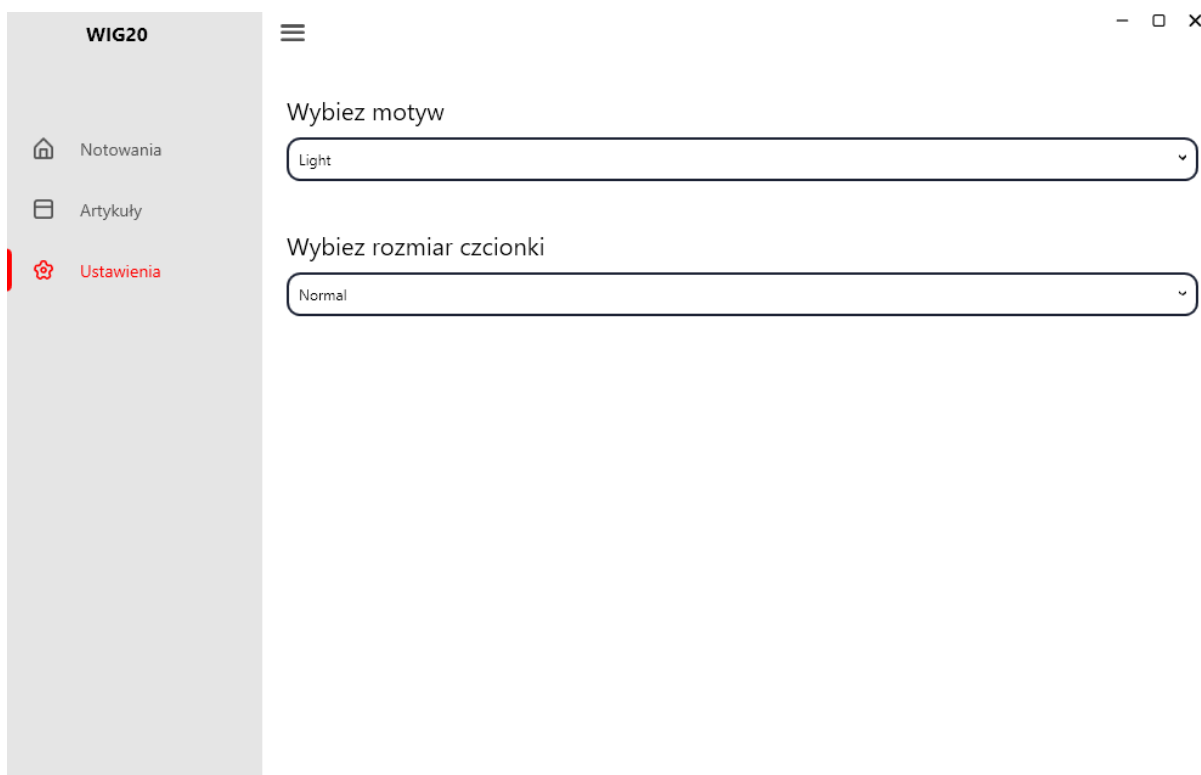 WIG20
Notowania
Artykuły
Ustawienia
Wybiez motyw
Light
Wybiez rozmiar czcionki
Normal